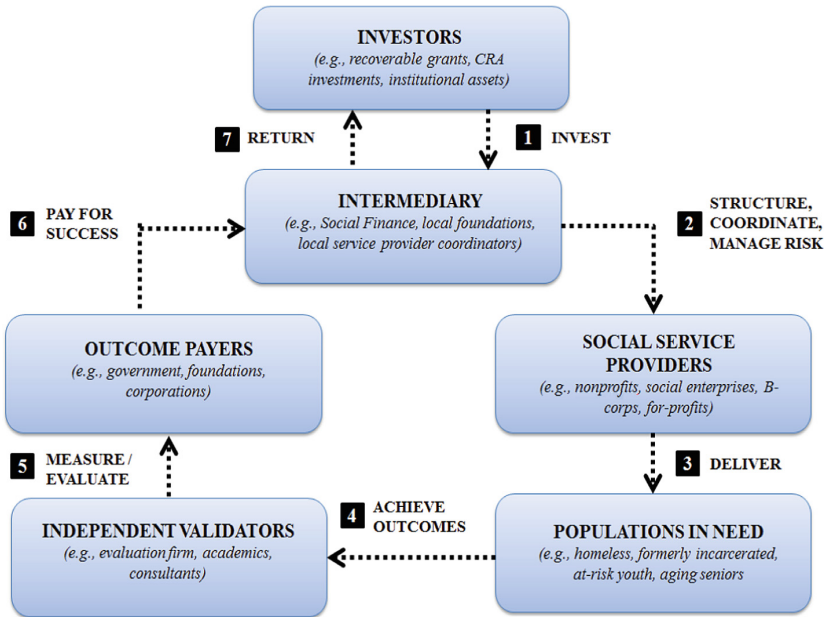 INVESTORS
(e.g., recoverable grants, CRA
investments, institutional assets)
7 RETURN
1 INVEST
INTERMEDIARY
(e.g., Social Finance, local foundations,
local service provider coordinators)
6 PAY FOR
SUCCESS
2 STRUCTURE,
COORDINATE,
MANAGE RISK
OUTCOME PAYERS
(e.g., government, foundations,
corporations)
SOCIAL SERVICE
PROVIDERS
(e.g., nonprofits, social enterprises, B-
corps, for-profits)
5 MEASURE /
EVALUATE
3 DELIVER
INDEPENDENT VALIDATORS
(e.g., evaluation firm, academics,
consultants)
4 ACHIEVE
OUTCOMES
POPULATIONS IN NEED
(e.g., homeless, formerly incarcerated,
at-risk youth, aging seniors